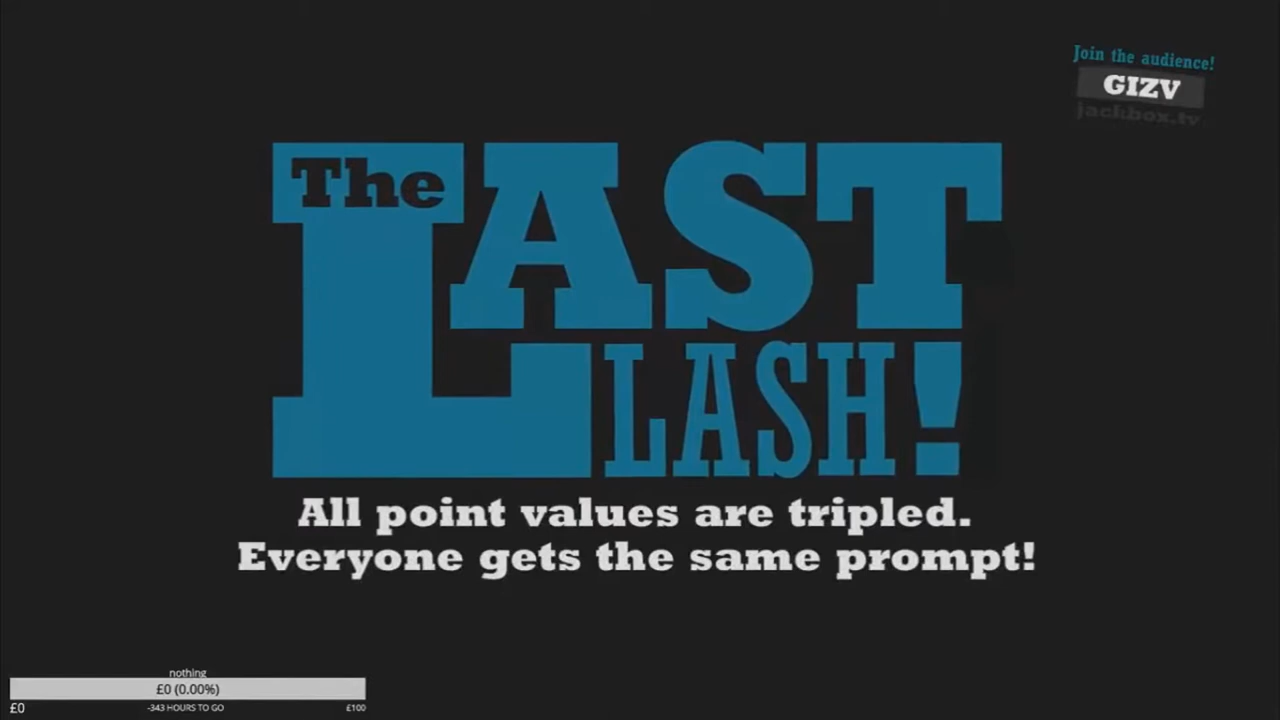 Join the audience!
GIZV
jackbox.tv
The LAST
LASH!
All point values are tripled.
Everyone gets the same prompt!
nothing
£0 (0.00%)
£0 -343 HOURS TO GO £100